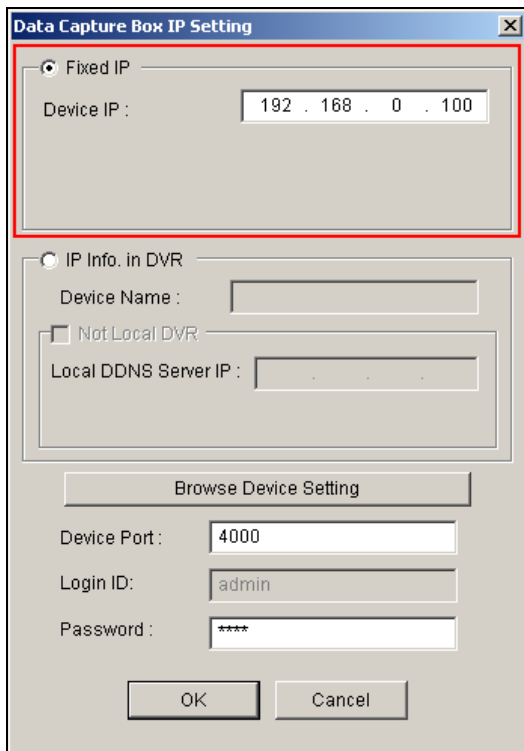 Data Capture Box IP Setting
Fixed IP
Device IP : 192 . 168 . 0 . 100
IP Info. in DVR
Device Name :
Not Local DVR
Local DDNS Server IP : . . .
Browse Device Setting
Device Port : 4000
Login ID: admin
Password : ****
OK Cancel